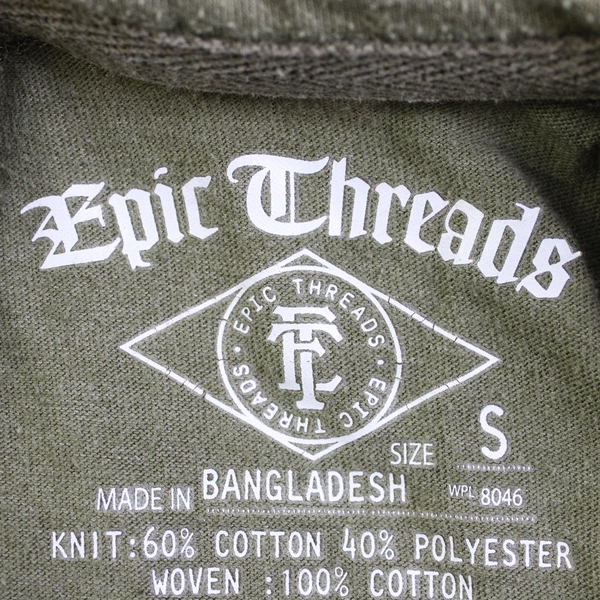 Epic Threads
EPIC THREADS · EPIC THREADS ·
ET
SIZE S
MADE IN BANGLADESH WPL 8046
KNIT:60% COTTON 40% POLYESTER
WOVEN :100% COTTON